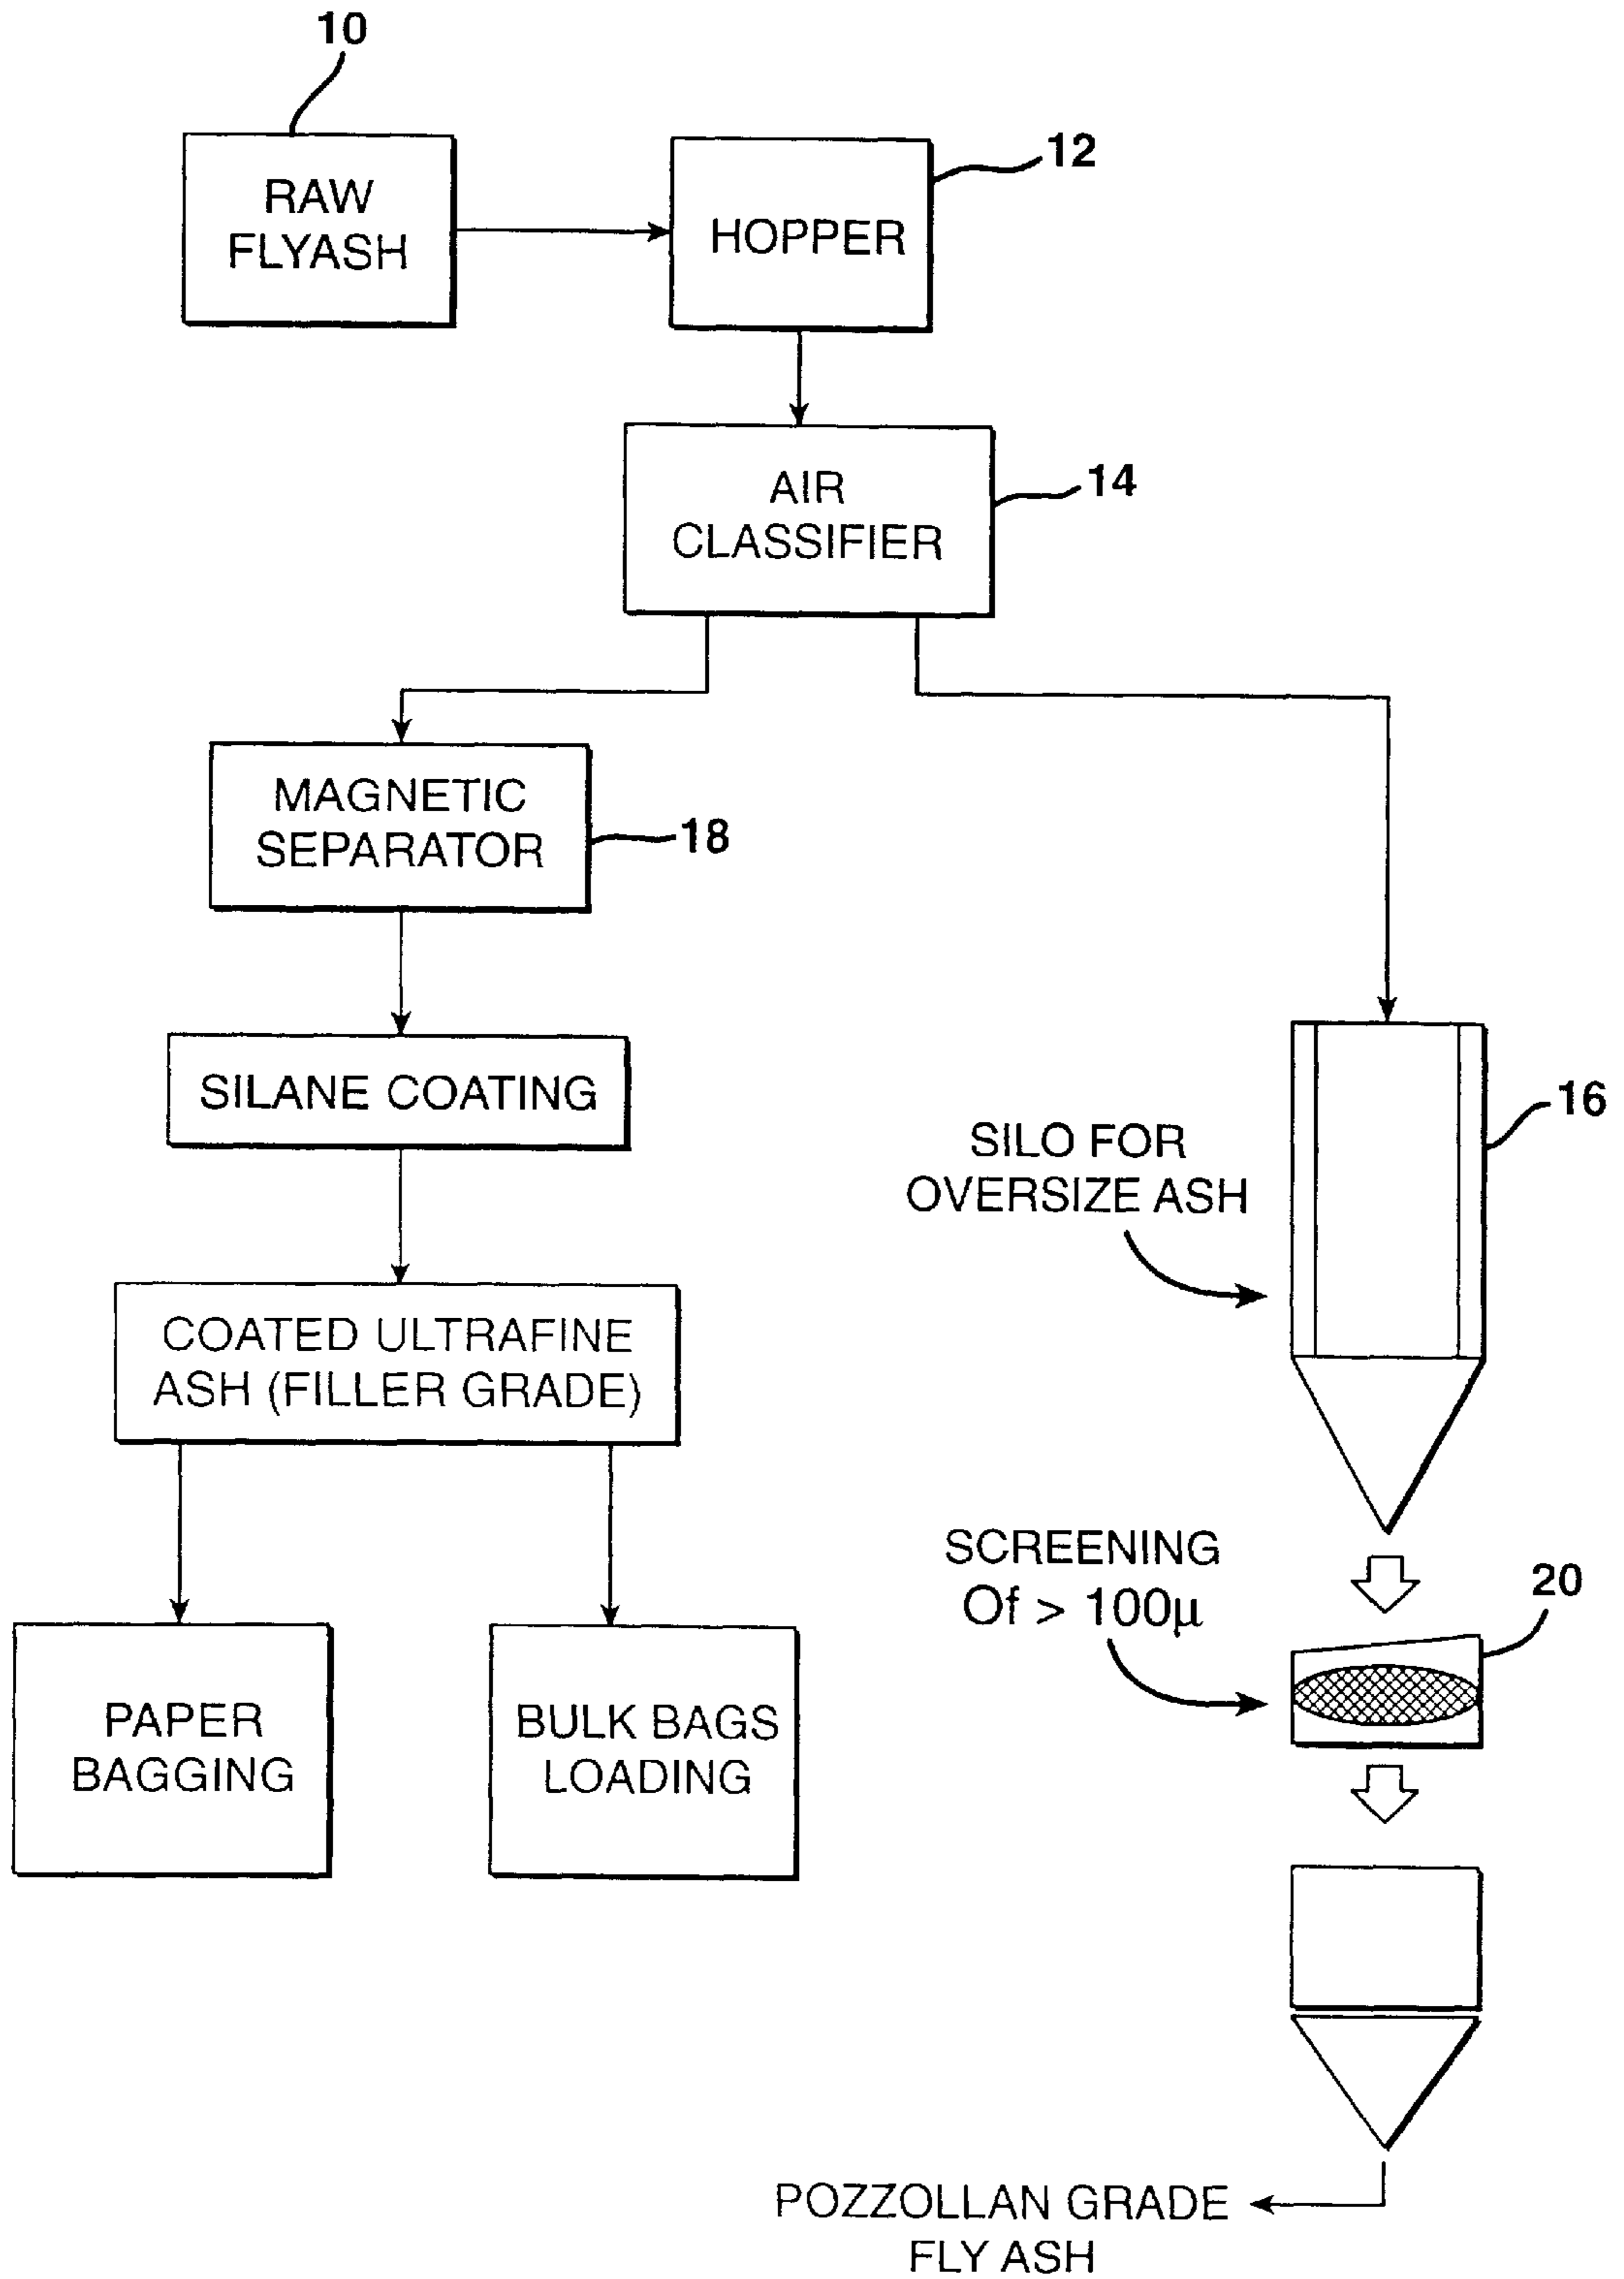 10
RAW
FLYASH
12
HOPPER
14
AIR
CLASSIFIER
MAGNETIC
SEPARATOR
18
SILANE COATING
COATED ULTRAFINE
ASH (FILLER GRADE)
PAPER
BAGGING
BULK BAGS
LOADING
16
SILO FOR
OVERSIZE ASH
SCREENING
Of > 100µ
20
POZZOLLAN GRADE
FLY ASH